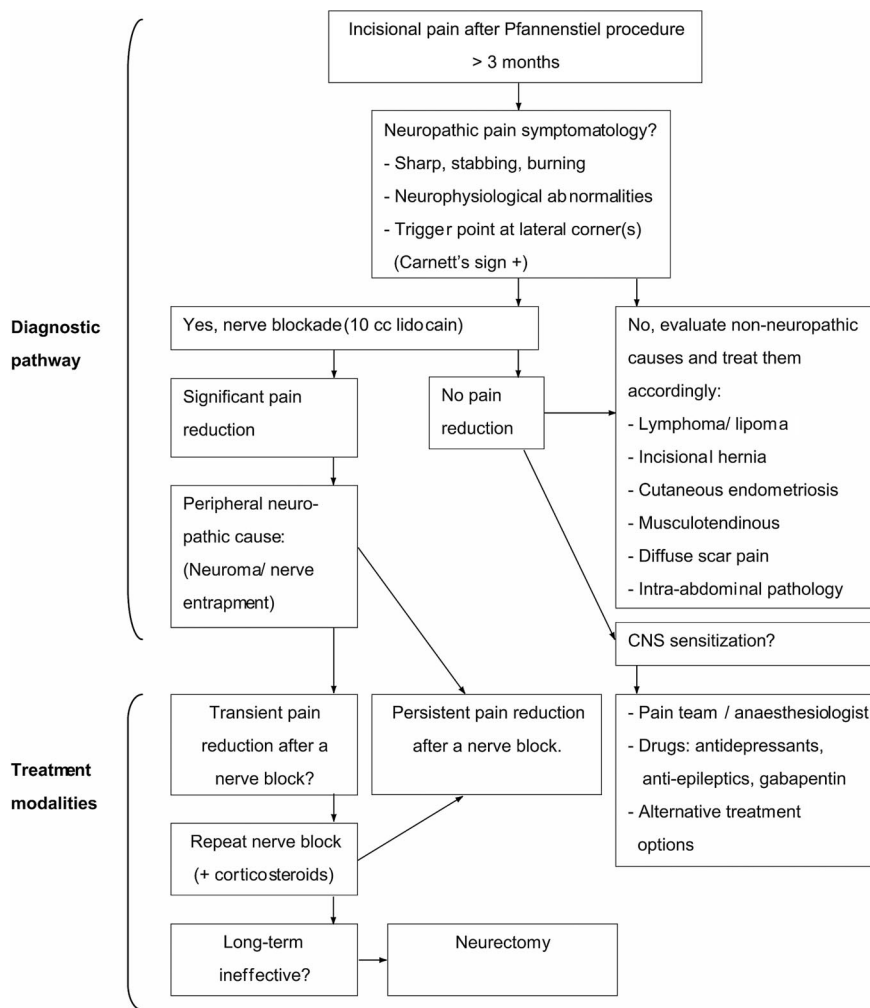 Incisional pain after Pfannenstiel procedure
> 3 months
Neuropathic pain symptomatology?
- Sharp, stabbing, burning
- Neurophysiological abnormalities
- Trigger point at lateral corner(s)
(Carnett's sign +)
Diagnostic
pathway
Yes, nerve blockade (10 cc lidocain)
No, evaluate non-neuropathic
causes and treat them
accordingly:
- Lymphoma/ lipoma
- Incisional hernia
- Cutaneous endometriosis
- Musculotendinous
- Diffuse scar pain
- Intra-abdominal pathology
Significant pain
reduction
No pain
reduction
Peripheral neuro-
pathic cause:
(Neuroma/ nerve
entrapment)
CNS sensitization?
Treatment
modalities
Transient pain
reduction after a
nerve block?
Persistent pain reduction
after a nerve block.
- Pain team / anaesthesiologist
- Drugs: antidepressants,
anti-epileptics, gabapentin
- Alternative treatment
options
Repeat nerve block
(+ corticosteroids)
Long-term
ineffective?
Neurectomy